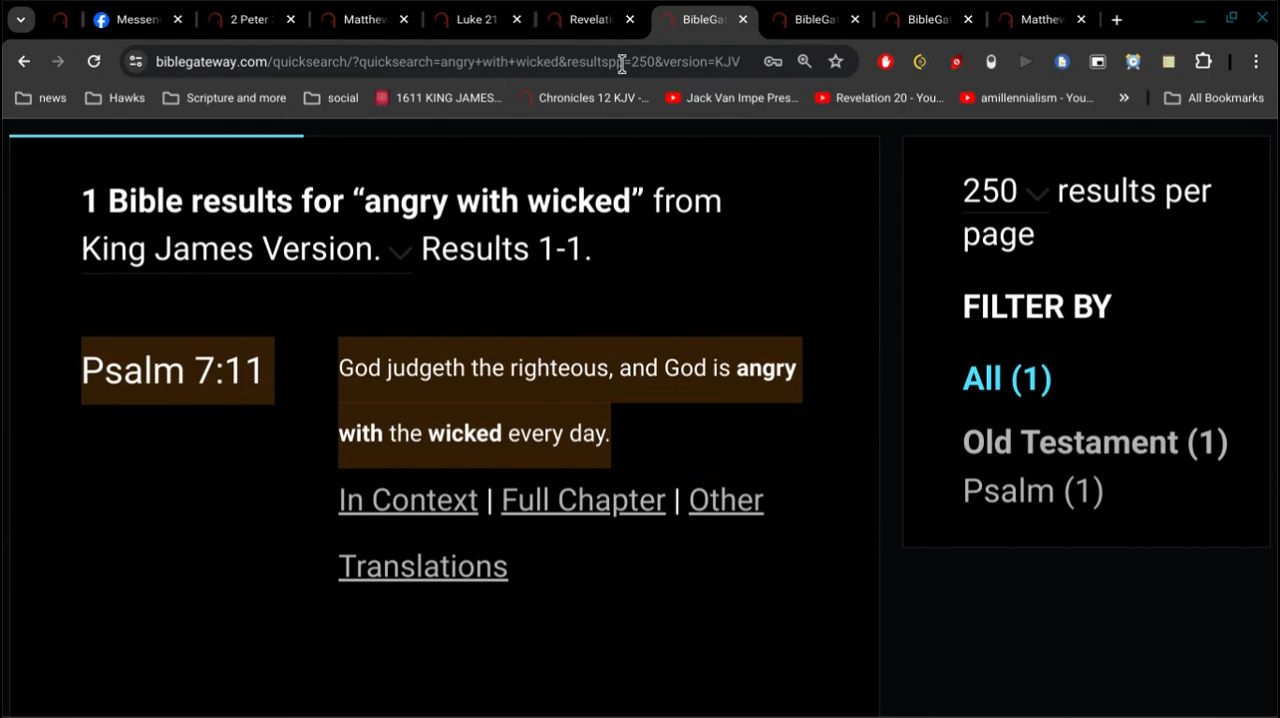 Messen
2 Peter
Matthew
Luke 21
Revelati
BibleGat
BibleGat
BibleGat
Matthew
biblegateway.com/quicksearch/?quicksearch=angry+with+wicked&resultspp=250&version=KJV
news
Hawks
Scripture and more
social
1611 KING JAMES...
Chronicles 12 KJV -...
Jack Van Impe Pres...
Revelation 20 - You...
amillennialism - You...
All Bookmarks
1 Bible results for “angry with wicked” from
King James Version. Results 1-1.
Psalm 7:11
God judgeth the righteous, and God is angry
with the wicked every day.
In Context | Full Chapter | Other
Translations
250 results per
page
FILTER BY
All (1)
Old Testament (1)
Psalm (1)